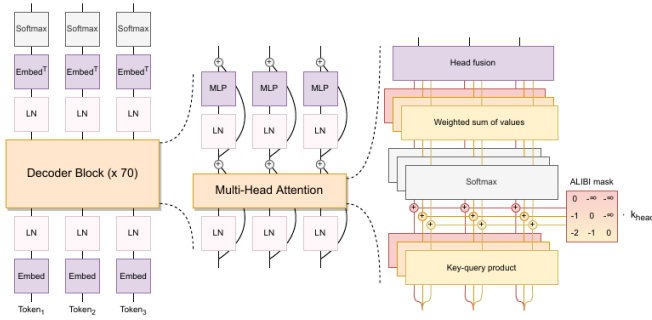 Softmax Softmax Softmax
Embed^T Embed^T Embed^T
LN LN LN
Decoder Block (x 70)
LN LN LN
Embed Embed Embed
Token₁ Token₂ Token₃
MLP MLP MLP
LN LN LN
Multi-Head Attention
LN LN LN
Head fusion
Weighted sum of values
Softmax
Key-query product
ALIBI mask
0 -∞ -∞
-1 0 -∞
-2 -1 0
· k_head